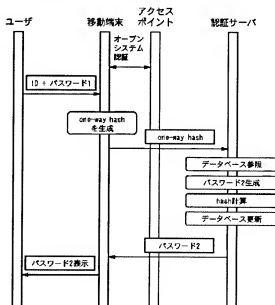 ユーザ
移動端末
アクセス
ポイント
認証サーバ
オープン
システム
認証
ID + パスワード1
one-way hash
を生成
one-way hash
データベース参照
パスワード2生成
hash計算
データベース更新
パスワード2
パスワード2表示